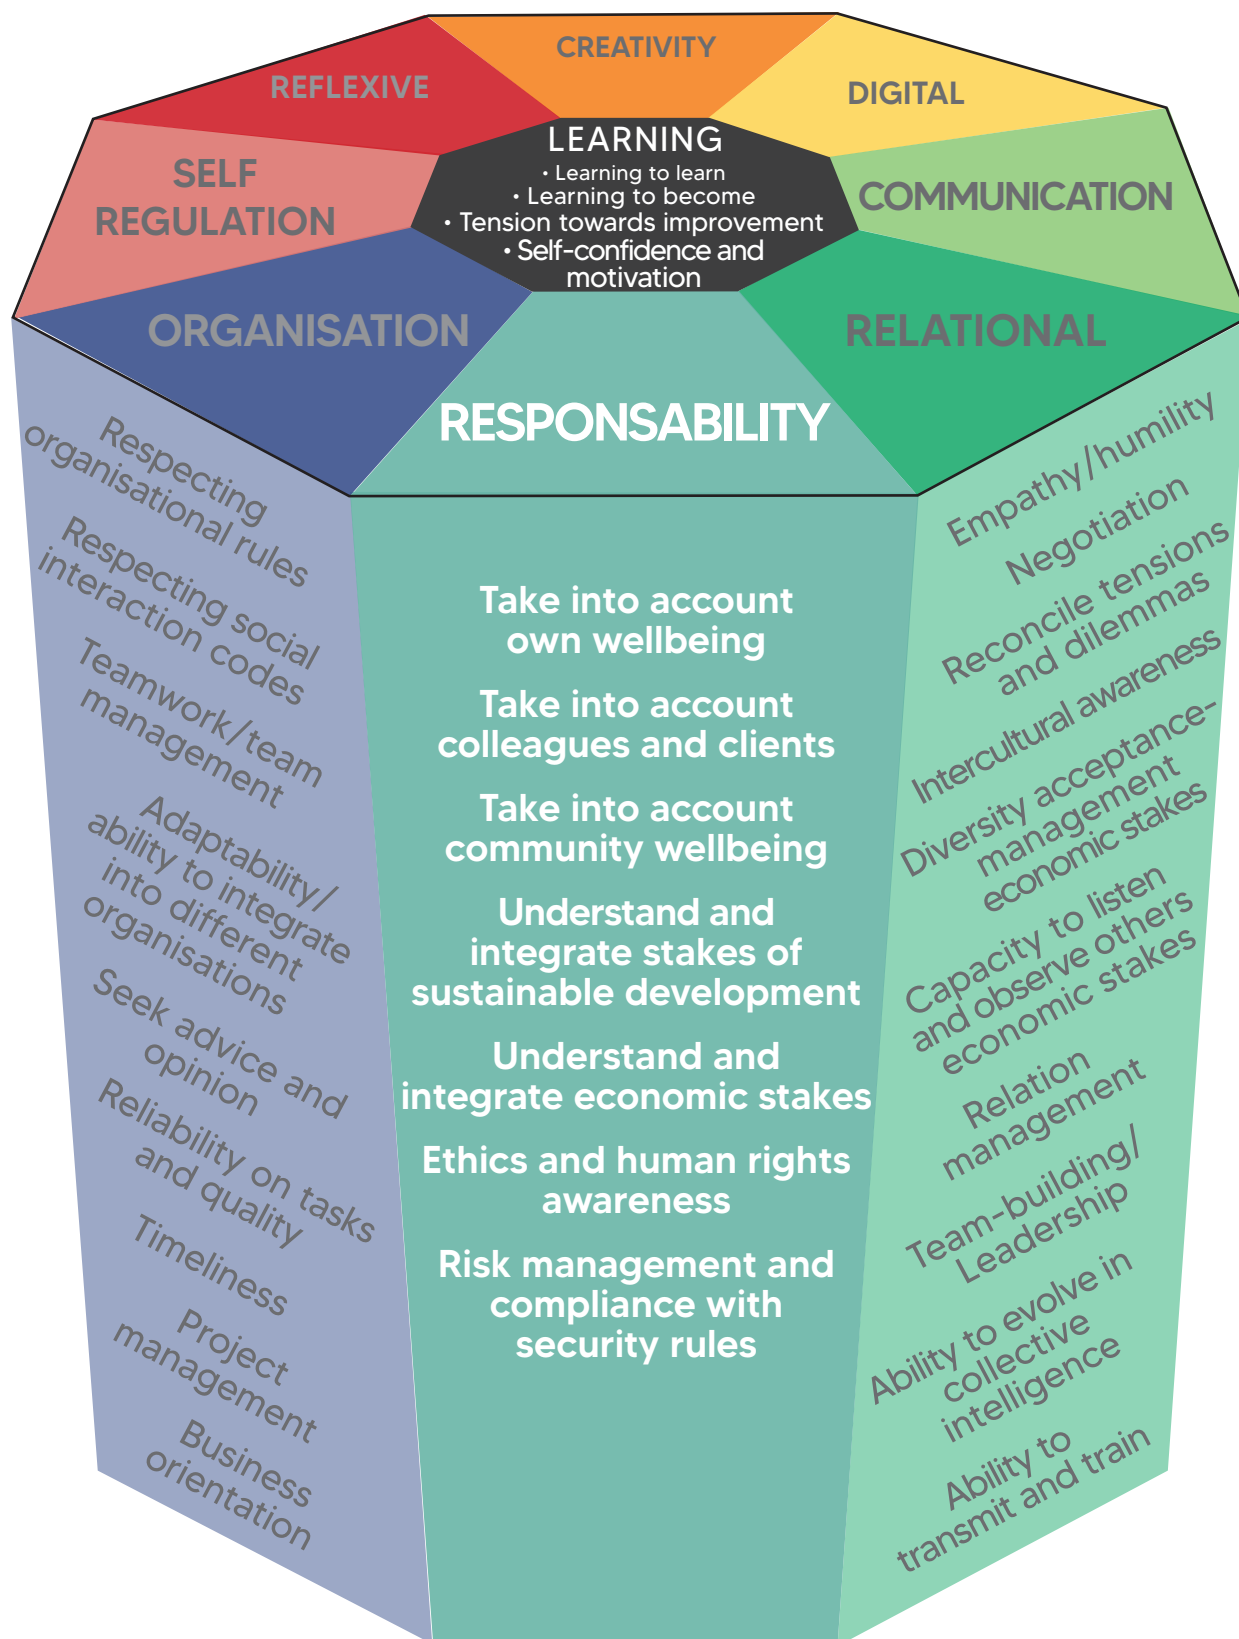 CREATIVITY
REFLEXIVE
DIGITAL
LEARNING
• Learning to learn
• Learning to become
• Tension towards improvement
• Self-confidence and
motivation
SELF
REGULATION
COMMUNICATION
ORGANISATION
RELATIONAL
RESPONSABILITY
Respecting
organisational rules
Respecting social
interaction codes
Teamwork/team
management
Adaptability/
ability to integrate
into different
organisations
Seek advice and
opinion
Reliability on tasks
and quality
Timeliness
Project
management
Business
orientation
Take into account
own wellbeing
Take into account
colleagues and clients
Take into account
community wellbeing
Understand and
integrate stakes of
sustainable development
Understand and
integrate economic stakes
Ethics and human rights
awareness
Risk management and
compliance with
security rules
Empathy/humility
Negotiation
Reconcile tensions
and dilemmas
Intercultural awareness
Diversity acceptance-
management
economic stakes
Capacity to listen
and observe others
economic stakes
Relation
management
Team-building/
Leadership
Ability to evolve in
collective
intelligence
Ability to
transmit and train